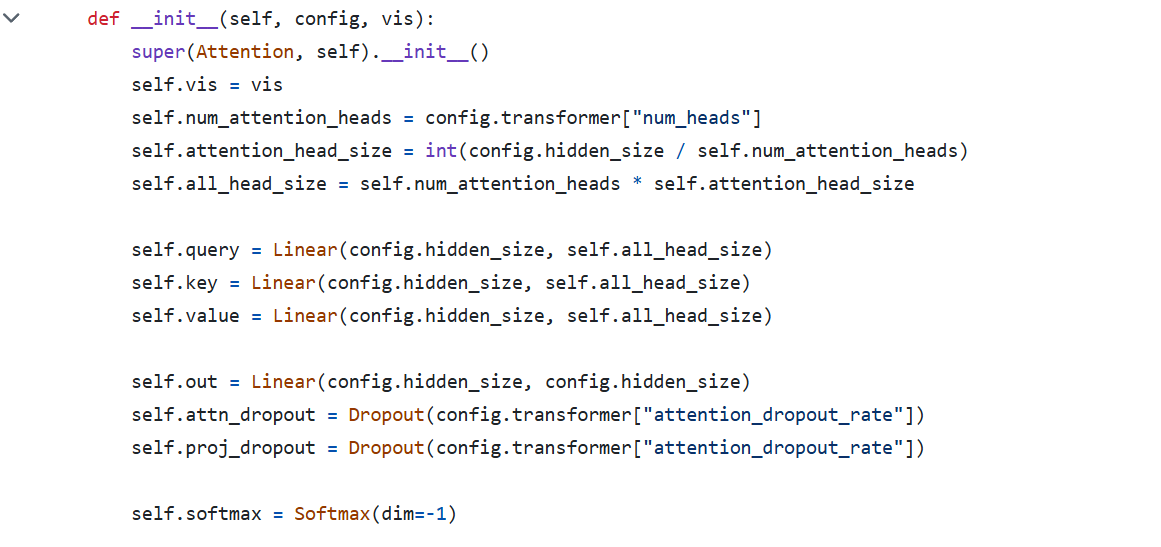 def __init__(self, config, vis):
super(Attention, self).__init__()
self.vis = vis
self.num_attention_heads = config.transformer["num_heads"]
self.attention_head_size = int(config.hidden_size / self.num_attention_heads)
self.all_head_size = self.num_attention_heads * self.attention_head_size
self.query = Linear(config.hidden_size, self.all_head_size)
self.key = Linear(config.hidden_size, self.all_head_size)
self.value = Linear(config.hidden_size, self.all_head_size)
self.out = Linear(config.hidden_size, config.hidden_size)
self.attn_dropout = Dropout(config.transformer["attention_dropout_rate"])
self.proj_dropout = Dropout(config.transformer["attention_dropout_rate"])
self.softmax = Softmax(dim=-1)